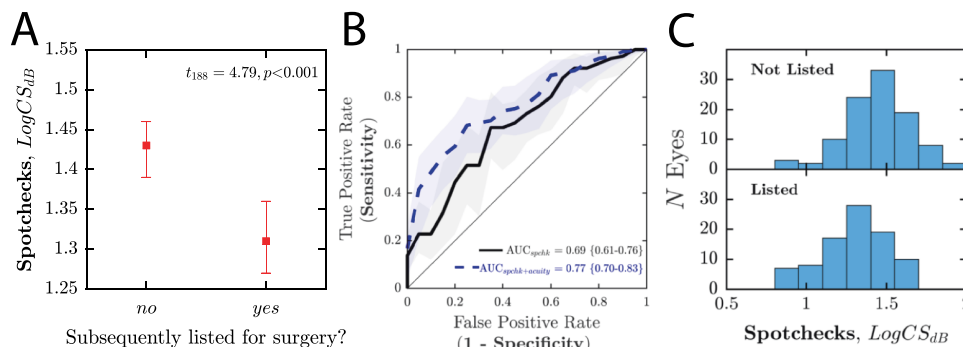 A
Spotchecks, LogCS_dB
1.55
1.5
1.45
1.4
1.35
1.3
1.25
t_188 = 4.79, p<0.001
no
yes
Subsequently listed for surgery?
B
True Positive Rate
(Sensitivity)
1
0.8
0.6
0.4
0.2
0
AUC_spchk = 0.69 {0.61-0.76}
AUC_spchk+acuity = 0.77 {0.70-0.83}
0
0.2
0.4
0.6
0.8
1
False Positive Rate
(1 - Specificity)
C
N Eyes
Not Listed
30
20
10
0
Listed
30
20
10
0
0.5
1
1.5
2
Spotchecks, LogCS_dB